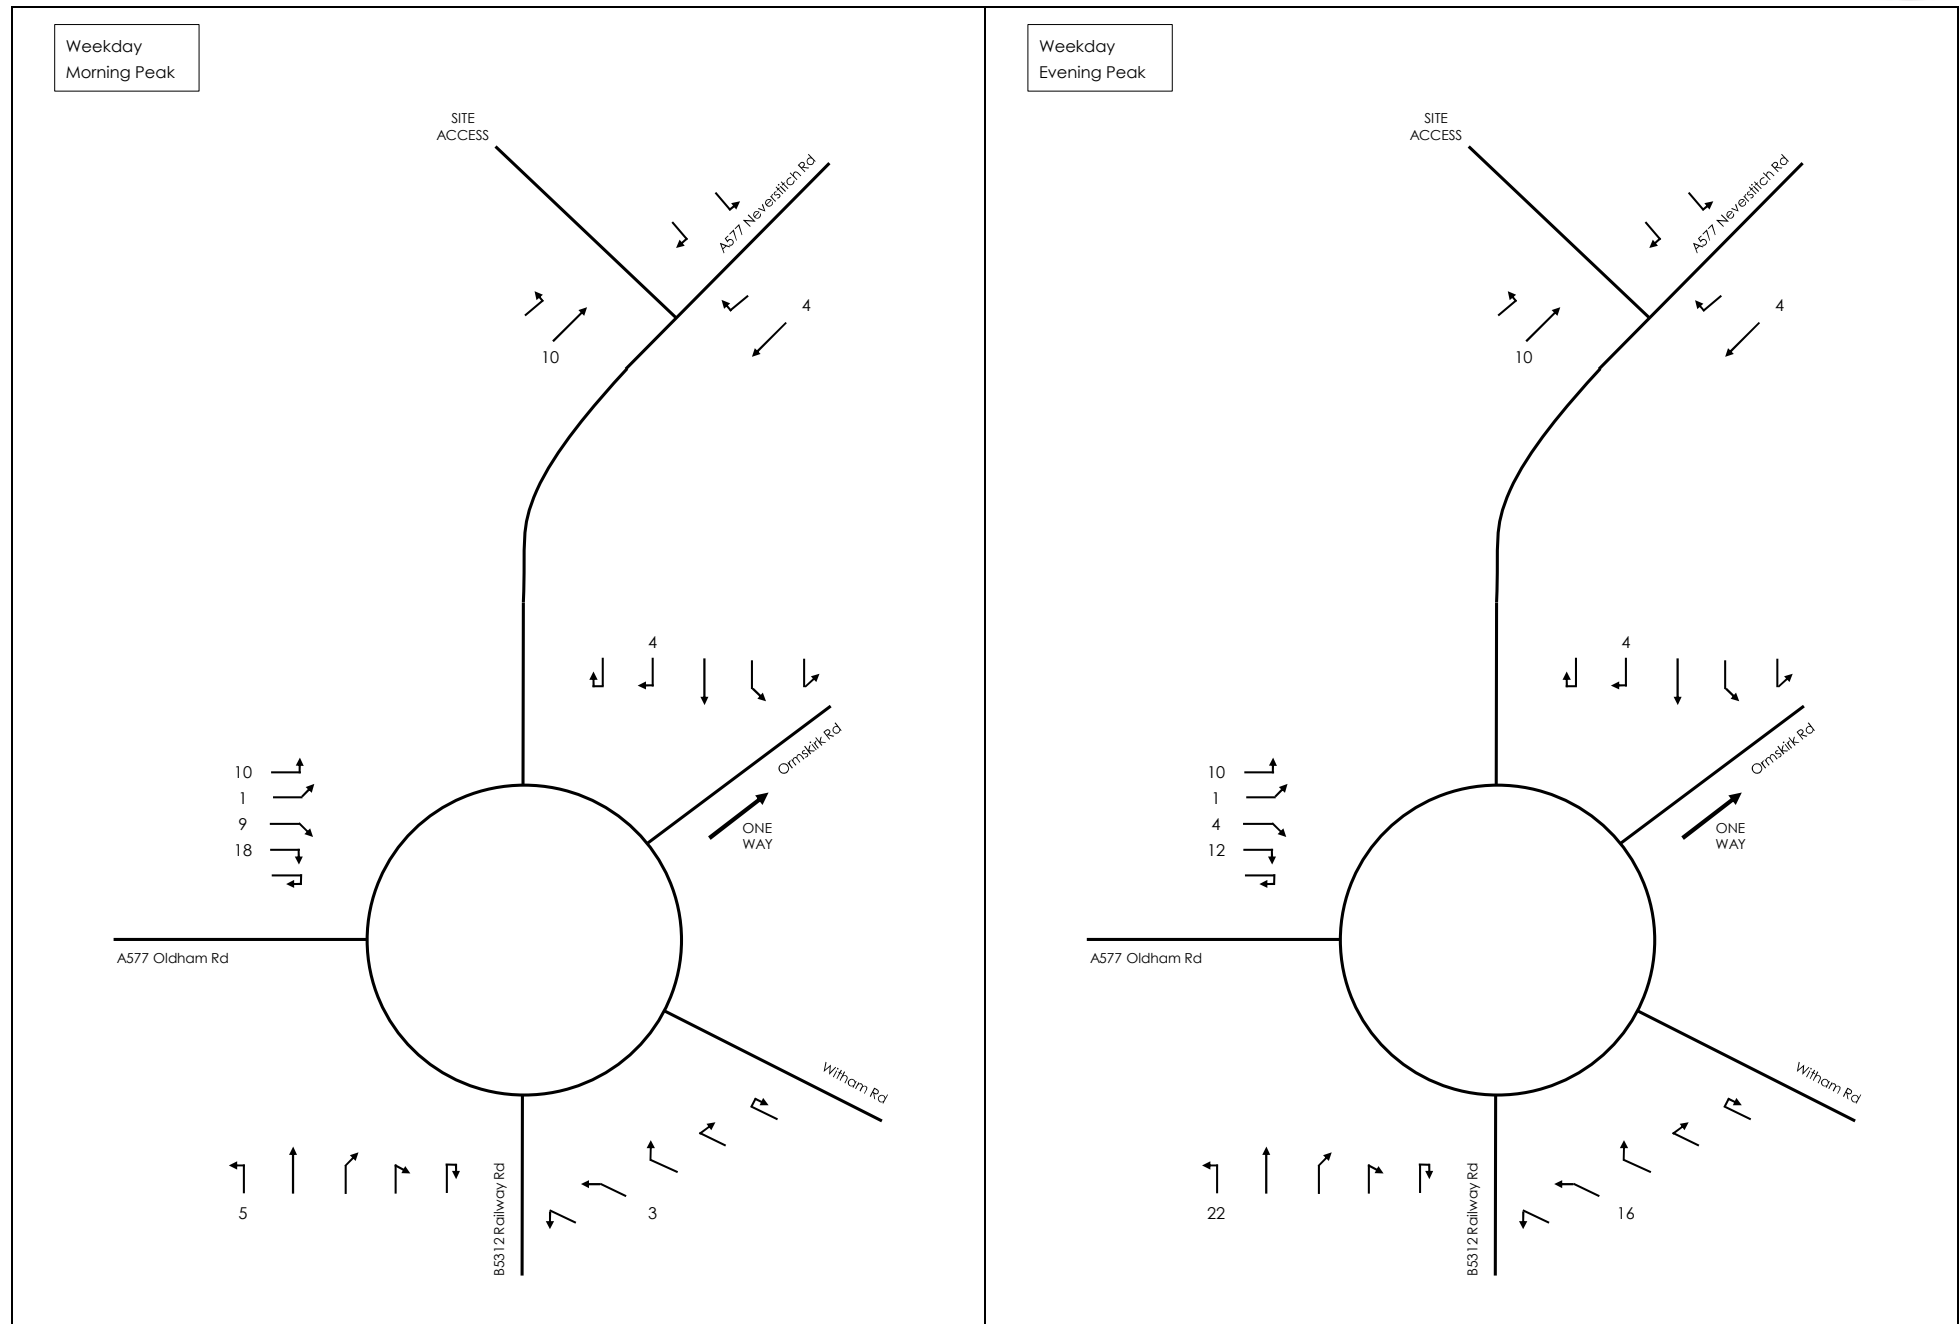 Weekday
Morning Peak
SITE
ACCESS
A577 Neverstitch Rd
4
10
4
Ormskirk Rd
10
1
9
18
ONE
WAY
A577 Oldham Rd
Witham Rd
B5312 Railway Rd
5
3
Weekday
Evening Peak
SITE
ACCESS
A577 Neverstitch Rd
4
10
4
Ormskirk Rd
10
1
4
12
ONE
WAY
A577 Oldham Rd
Witham Rd
B5312 Railway Rd
22
16